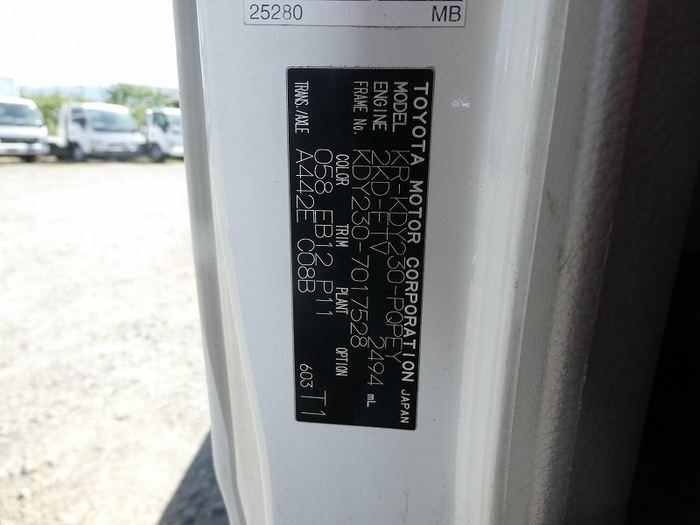 25280 MB
TOYOTA MOTOR CORPORATION JAPAN
MODEL KR-KDY230-PQPEY
ENGINE 2KD-FTV 2494 mL
FRAME No. KDY230-7017528
COLOR TRIM PLANT OPTION
058 EB12 P11
TRANS./AXLE A442E C08B
603 T1